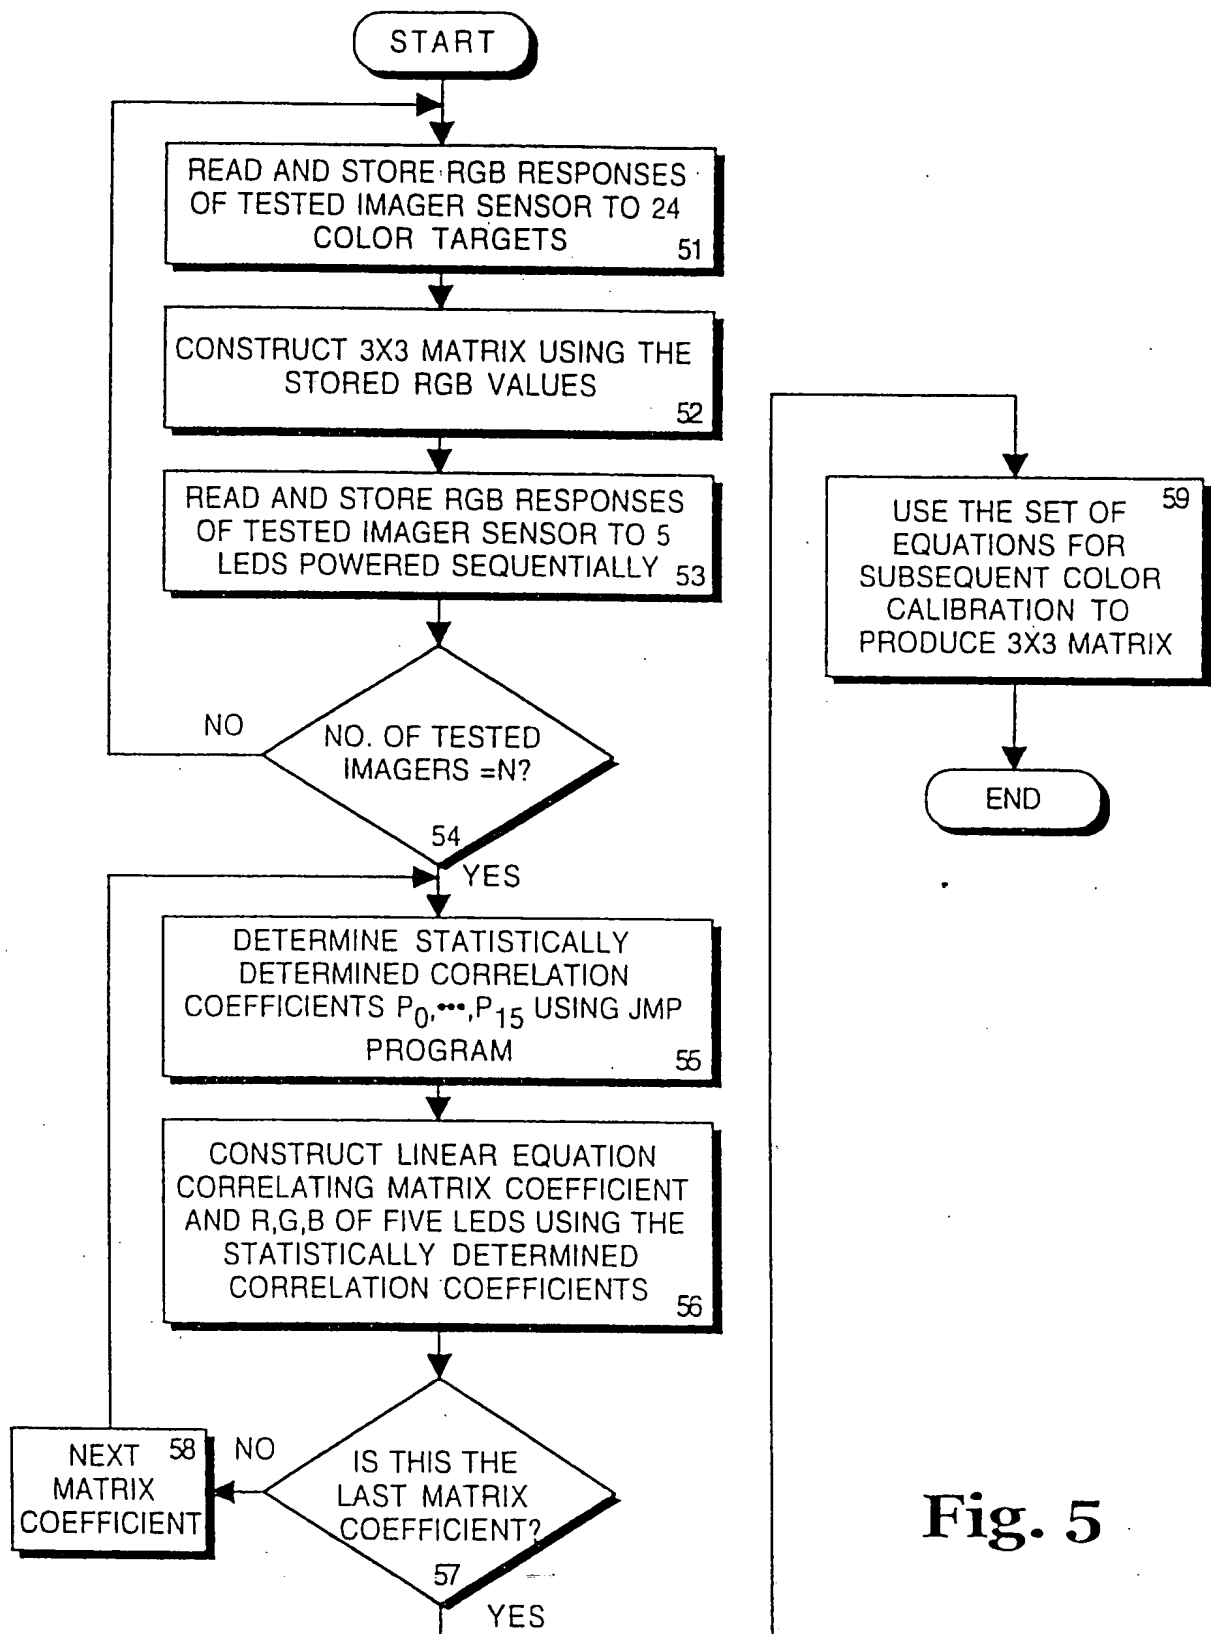 START
READ AND STORE RGB RESPONSES
OF TESTED IMAGER SENSOR TO 24
COLOR TARGETS
51
CONSTRUCT 3X3 MATRIX USING THE
STORED RGB VALUES
52
READ AND STORE RGB RESPONSES
OF TESTED IMAGER SENSOR TO 5
LEDS POWERED SEQUENTIALLY
53
NO
NO. OF TESTED
IMAGERS =N?
54
YES
DETERMINE STATISTICALLY
DETERMINED CORRELATION
COEFFICIENTS P0,•••,P15 USING JMP
PROGRAM
55
CONSTRUCT LINEAR EQUATION
CORRELATING MATRIX COEFFICIENT
AND R,G,B OF FIVE LEDS USING THE
STATISTICALLY DETERMINED
CORRELATION COEFFICIENTS
56
IS THIS THE
LAST MATRIX
COEFFICIENT?
57
NO
58
NEXT
MATRIX
COEFFICIENT
YES
59
USE THE SET OF
EQUATIONS FOR
SUBSEQUENT COLOR
CALIBRATION TO
PRODUCE 3X3 MATRIX
END
Fig. 5